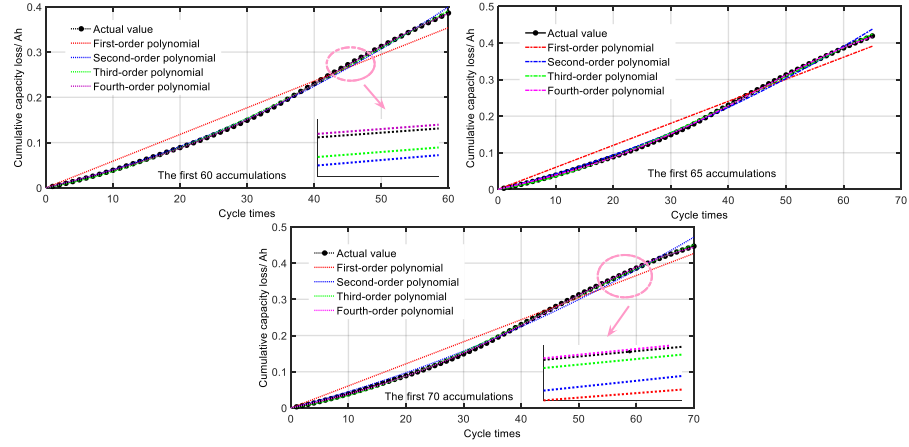 0.4
0.3
0.2
0.1
0
Cumulative capacity loss/ Ah
Actual value
First-order polynomial
Second-order polynomial
Third-order polynomial
Fourth-order polynomial
The first 60 accumulations
0 10 20 30 40 50 60
Cycle times
0.5
0.4
0.3
0.2
0.1
0
Cumulative capacity loss/ Ah
Actual value
First-order polynomial
Second-order polynomial
Third-order polynomial
Fourth-order polynomial
The first 65 accumulations
0 10 20 30 40 50 60 70
Cycle times
0.5
0.4
0.3
0.2
0.1
0
Cumulative capacity loss/ Ah
Actual value
First-order polynomial
Second-order polynomial
Third-order polynomial
Fourth-order polynomial
The first 70 accumulations
0 10 20 30 40 50 60 70
Cycle times